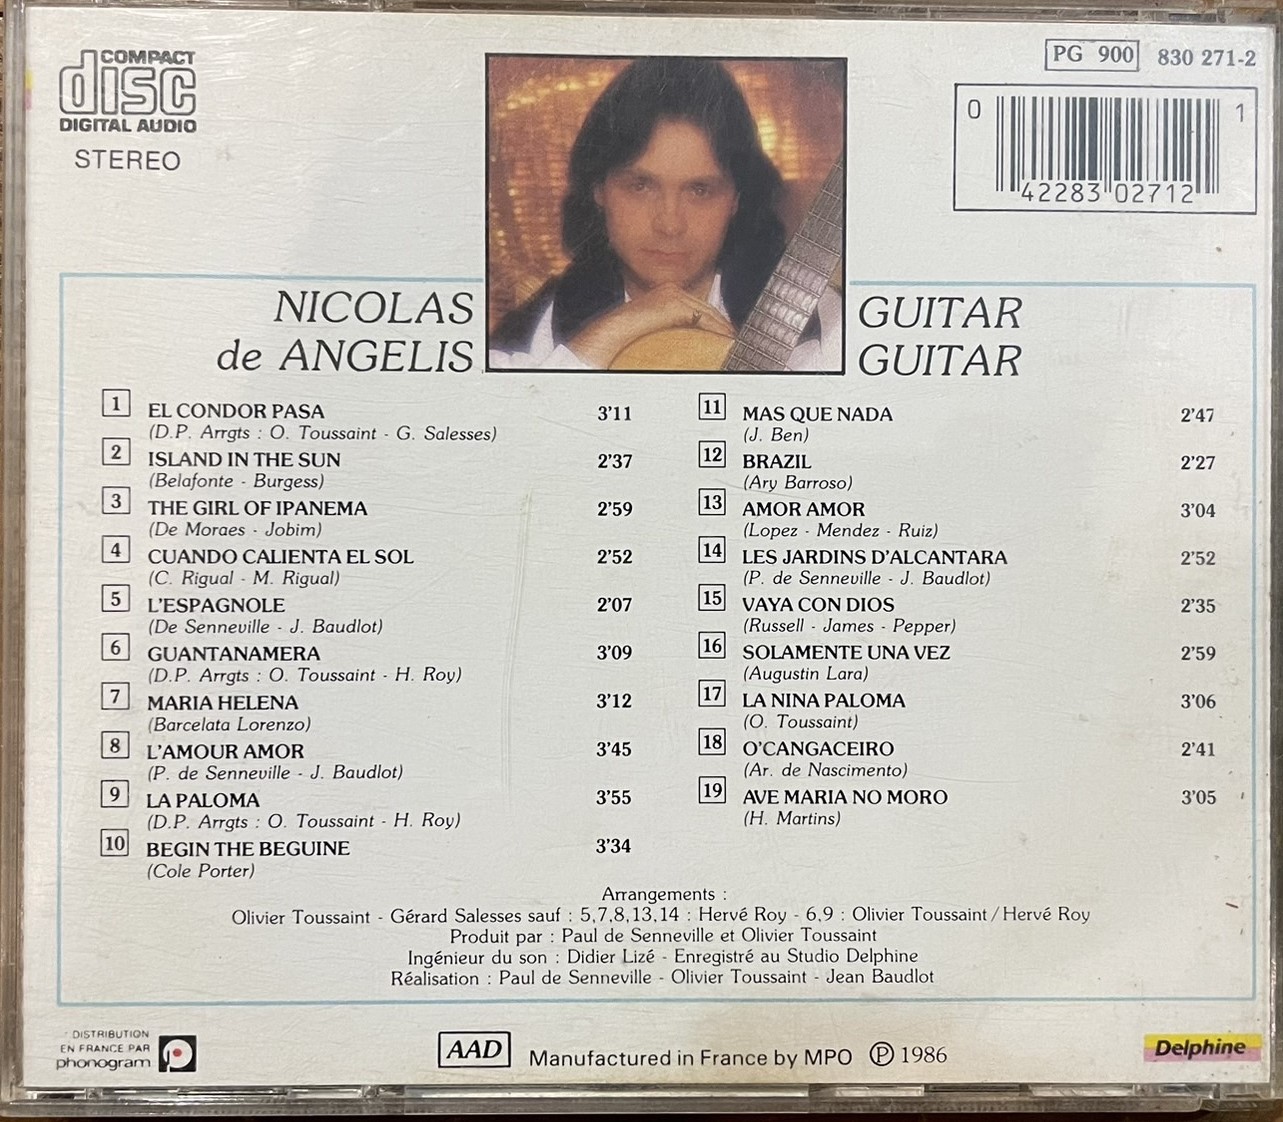 COMPACT
disc
DIGITAL AUDIO
STEREO
PG 900 830 271-2
0 42283 02712 1
NICOLAS
de ANGELIS
GUITAR
GUITAR
1 EL CONDOR PASA 3'11
(D.P. Arrgts : O. Toussaint - G. Salesses)
2 ISLAND IN THE SUN 2'37
(Belafonte - Burgess)
3 THE GIRL OF IPANEMA 2'59
(De Moraes - Jobim)
4 CUANDO CALIENTA EL SOL 2'52
(C. Rigual - M. Rigual)
5 L'ESPAGNOLE 2'07
(De Senneville - J. Baudlot)
6 GUANTANAMERA 3'09
(D.P. Arrgts : O. Toussaint - H. Roy)
7 MARIA HELENA 3'12
(Barcelata Lorenzo)
8 L'AMOUR AMOR 3'45
(P. de Senneville - J. Baudlot)
9 LA PALOMA 3'55
(D.P. Arrgts : O. Toussaint - H. Roy)
10 BEGIN THE BEGUINE 3'34
(Cole Porter)
11 MAS QUE NADA 2'47
(J. Ben)
12 BRAZIL 2'27
(Ary Barroso)
13 AMOR AMOR 3'04
(Lopez - Mendez - Ruiz)
14 LES JARDINS D'ALCANTARA 2'52
(P. de Senneville - J. Baudlot)
15 VAYA CON DIOS 2'35
(Russell - James - Pepper)
16 SOLAMENTE UNA VEZ 2'59
(Augustin Lara)
17 LA NINA PALOMA 3'06
(O. Toussaint)
18 O'CANGACEIRO 2'41
(Ar. de Nascimento)
19 AVE MARIA NO MORO 3'05
(H. Martins)
Arrangements :
Olivier Toussaint - Gérard Salesses sauf : 5,7,8,13,14 : Hervé Roy - 6,9 : Olivier Toussaint / Hervé Roy
Produit par : Paul de Senneville et Olivier Toussaint
Ingénieur du son : Didier Lizé - Enregistré au Studio Delphine
Réalisation : Paul de Senneville - Olivier Toussaint - Jean Baudlot
DISTRIBUTION
EN FRANCE PAR
phonogram
AAD Manufactured in France by MPO ℗ 1986
Delphine